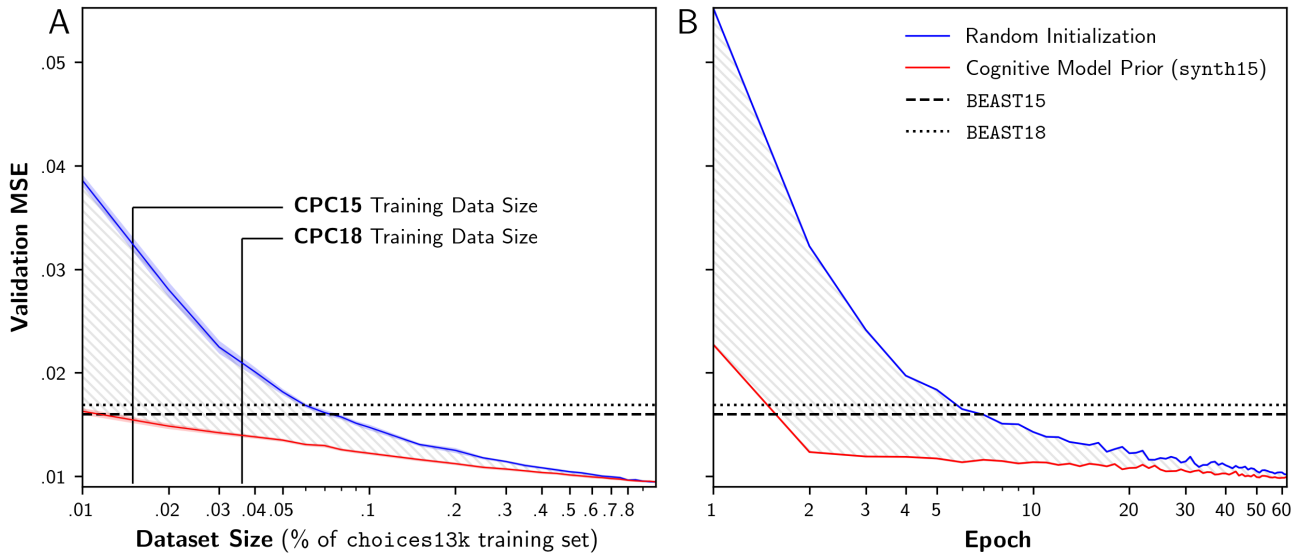 A
Validation MSE
.05
.04
.03
.02
.01
CPC15 Training Data Size
CPC18 Training Data Size
.01 .02 .03 .04 .05 .1 .2 .3 .4 .5 .6 .7 .8
Dataset Size (% of choices13k training set)
B
Random Initialization
Cognitive Model Prior (synth15)
BEAST15
BEAST18
1 2 3 4 5 10 20 30 40 50 60
Epoch